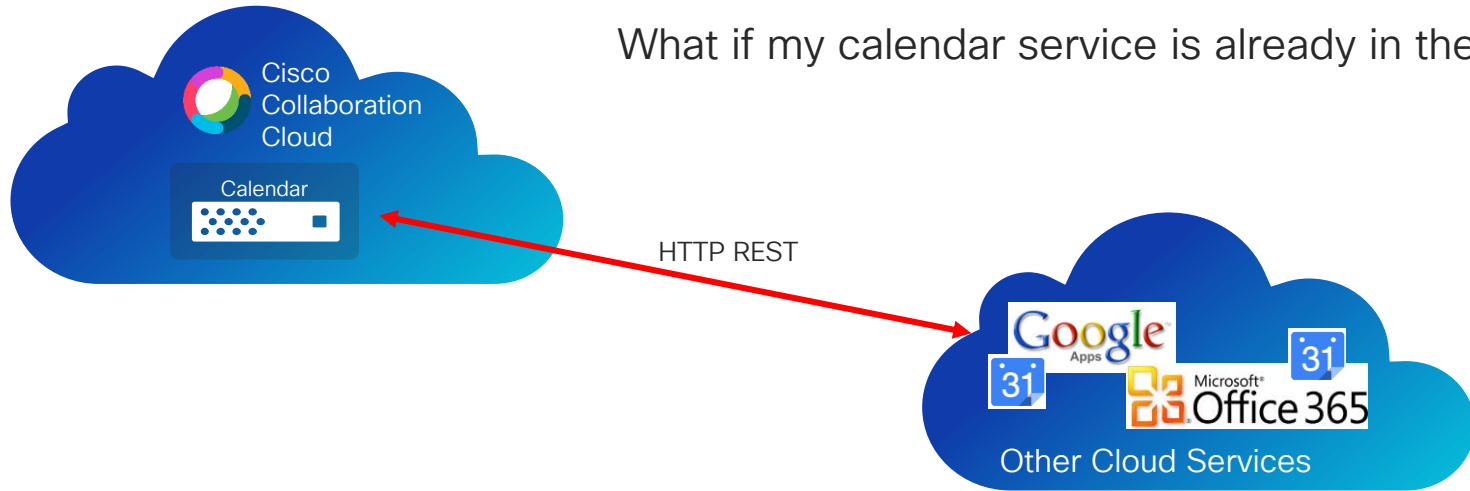 What if my calendar service is already in the
Cisco
Collaboration
Cloud
Calendar
HTTP REST
Google
Apps
31
31
Microsoft
Office 365
Other Cloud Services